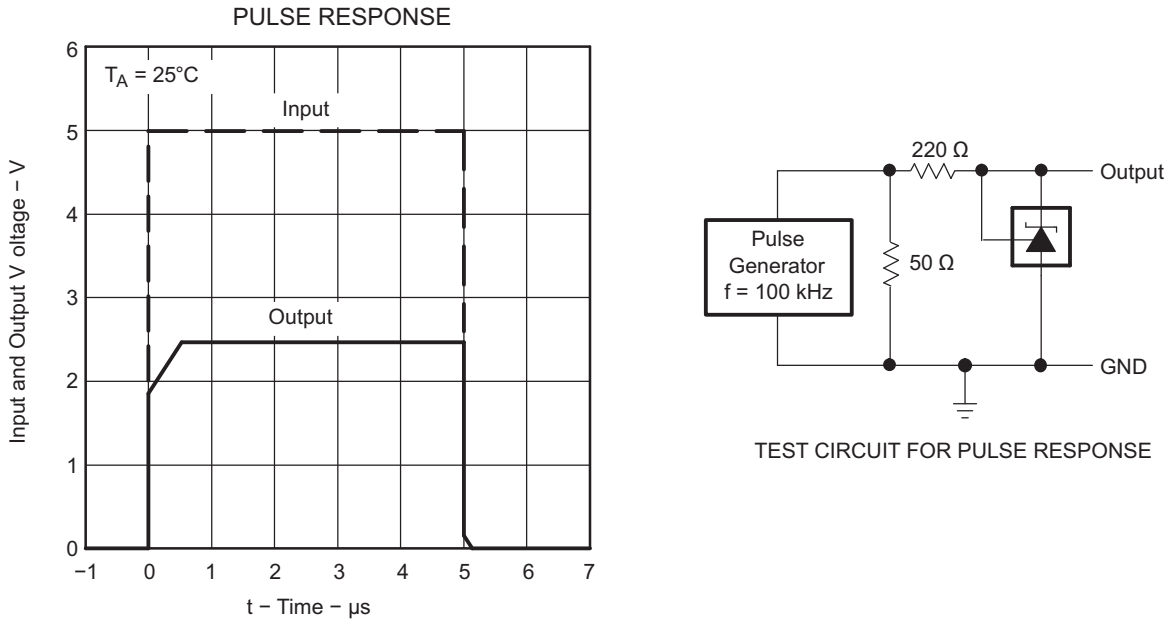 PULSE RESPONSE
6
T_A = 25°C
Input
5
4
3
Output
2
1
0
−1 0 1 2 3 4 5 6 7
t − Time − μs
Input and Output V oltage − V
220 Ω
Output
Pulse
Generator
f = 100 kHz
50 Ω
GND
TEST CIRCUIT FOR PULSE RESPONSE